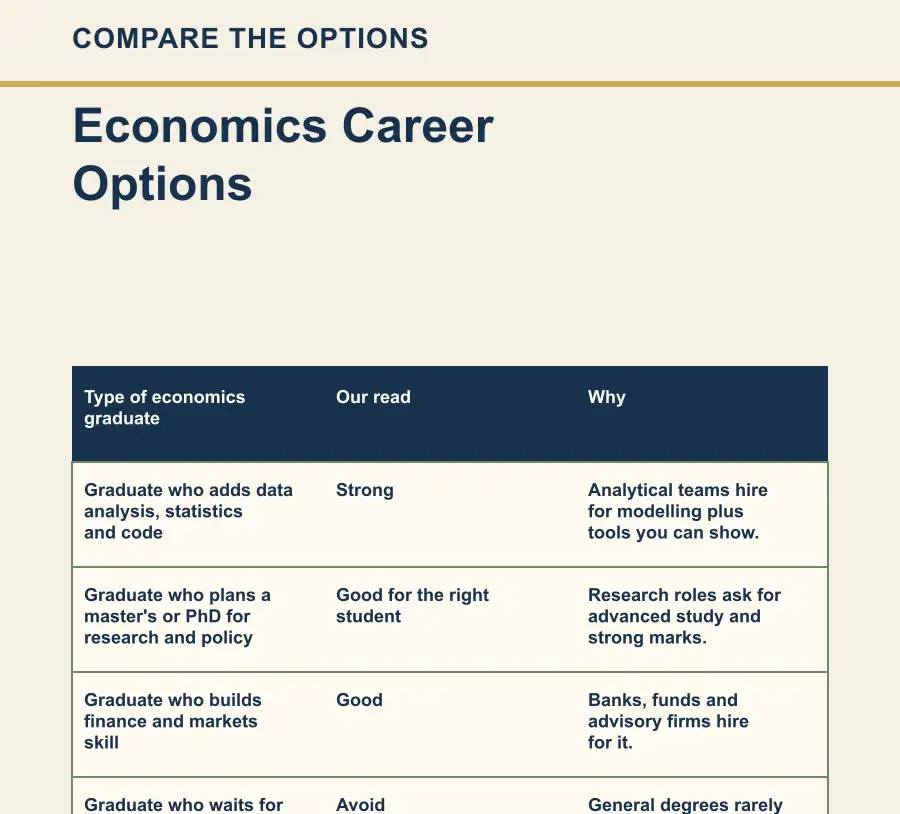 COMPARE THE OPTIONS
Economics Career
Options
Type of economics
graduate
Our read
Why
Graduate who adds data
analysis, statistics
and code
Strong
Analytical teams hire
for modelling plus
tools you can show.
Graduate who plans a
master's or PhD for
research and policy
Good for the right
student
Research roles ask for
advanced study and
strong marks.
Graduate who builds
finance and markets
skill
Good
Banks, funds and
advisory firms hire
for it.
Graduate who waits for
Avoid
General degrees rarely